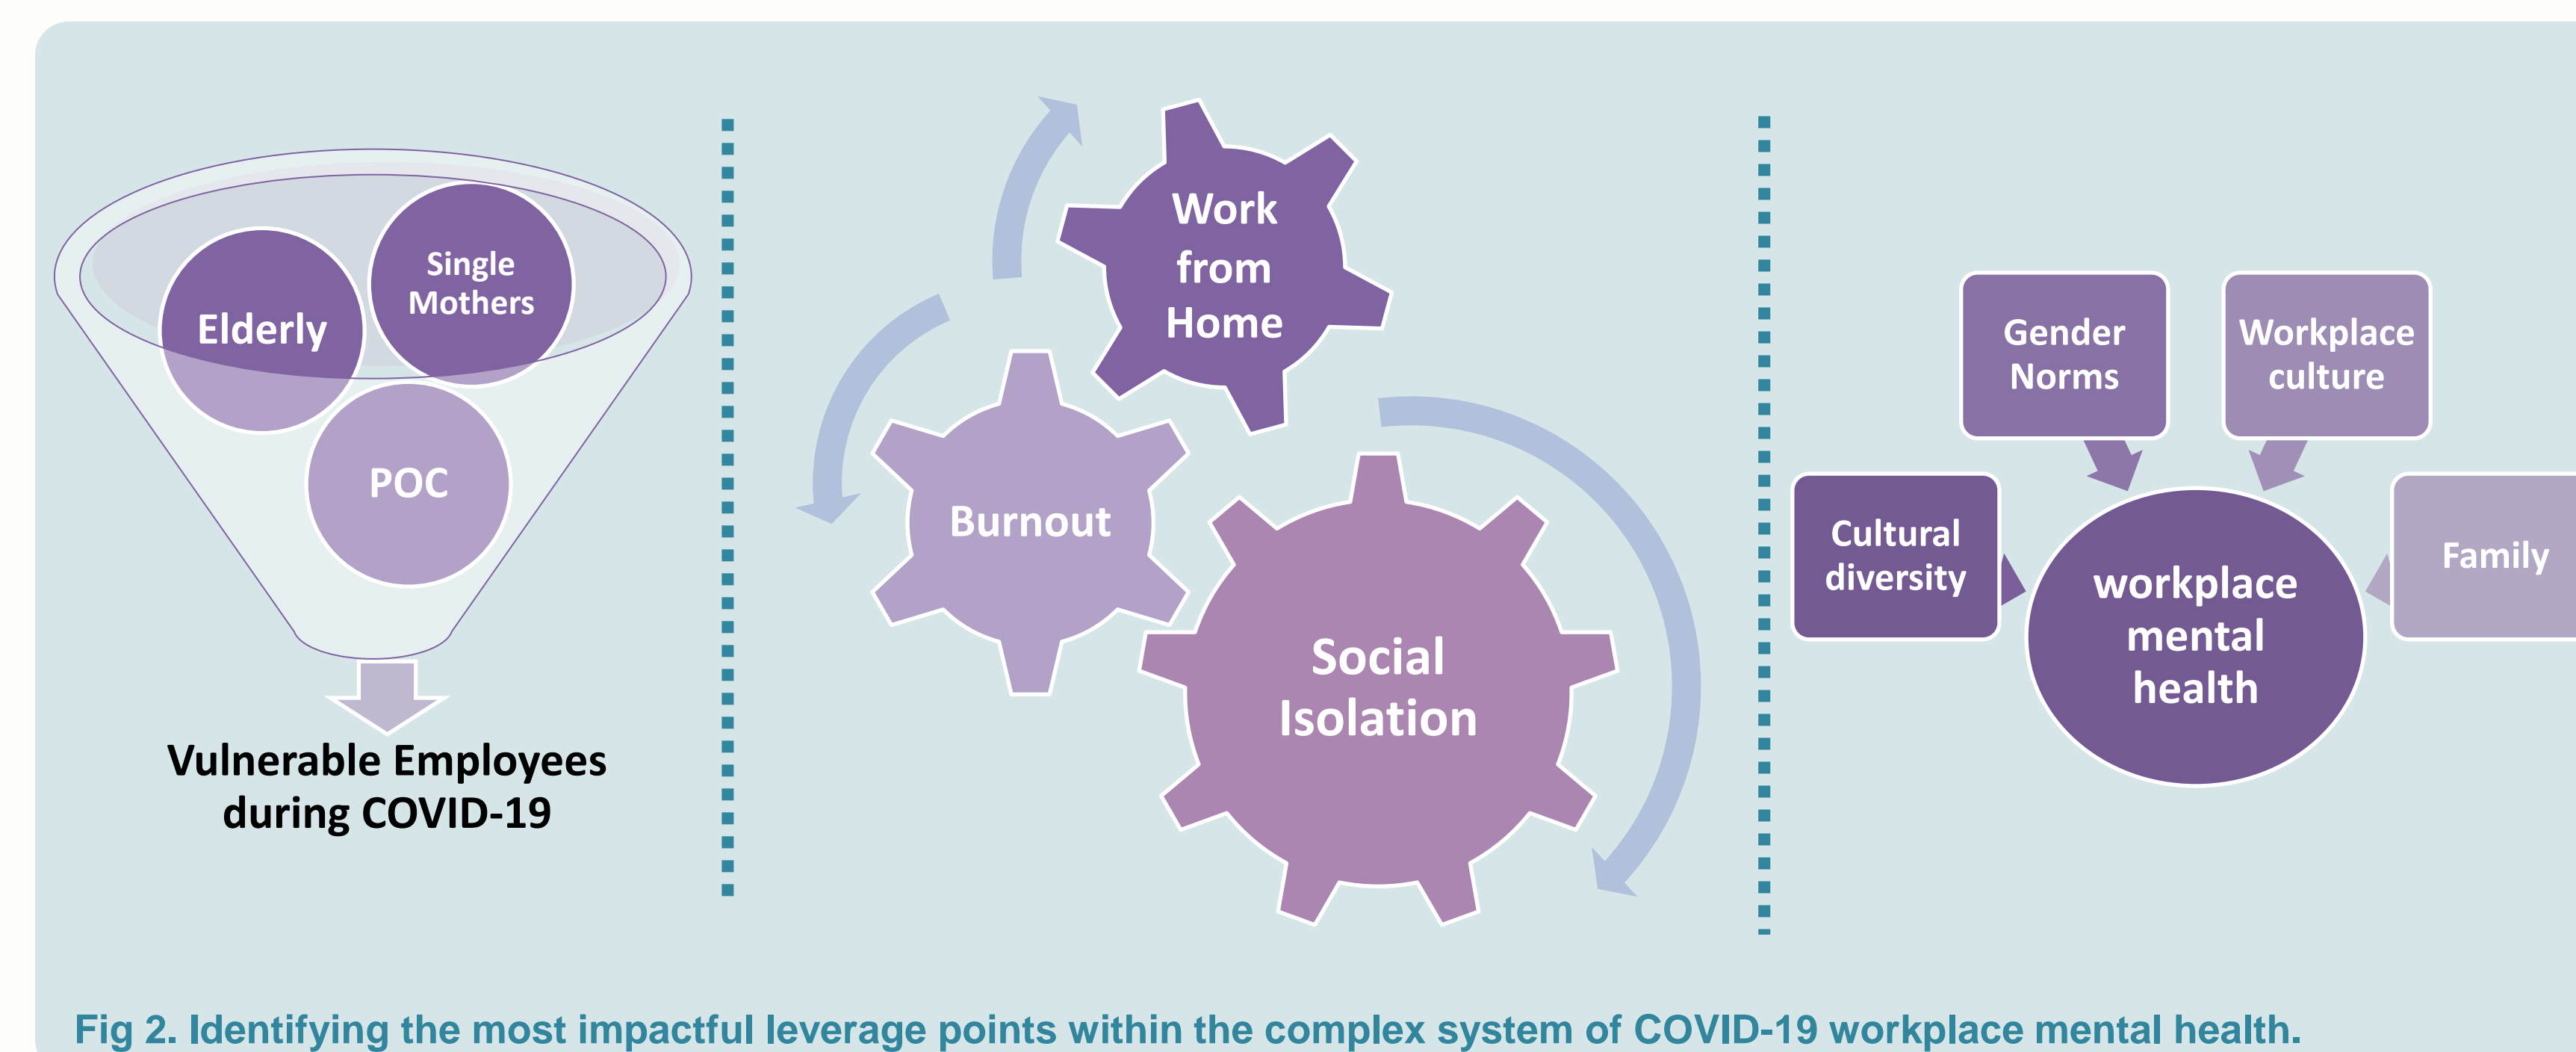 Elderly
Single
Mothers
POC
Vulnerable Employees
during COVID-19
Work
from
Home
Burnout
Social
Isolation
Gender
Norms
Workplace
culture
Cultural
diversity
workplace
mental
health
Family
Fig 2. Identifying the most impactful leverage points within the complex system of COVID-19 workplace mental health.